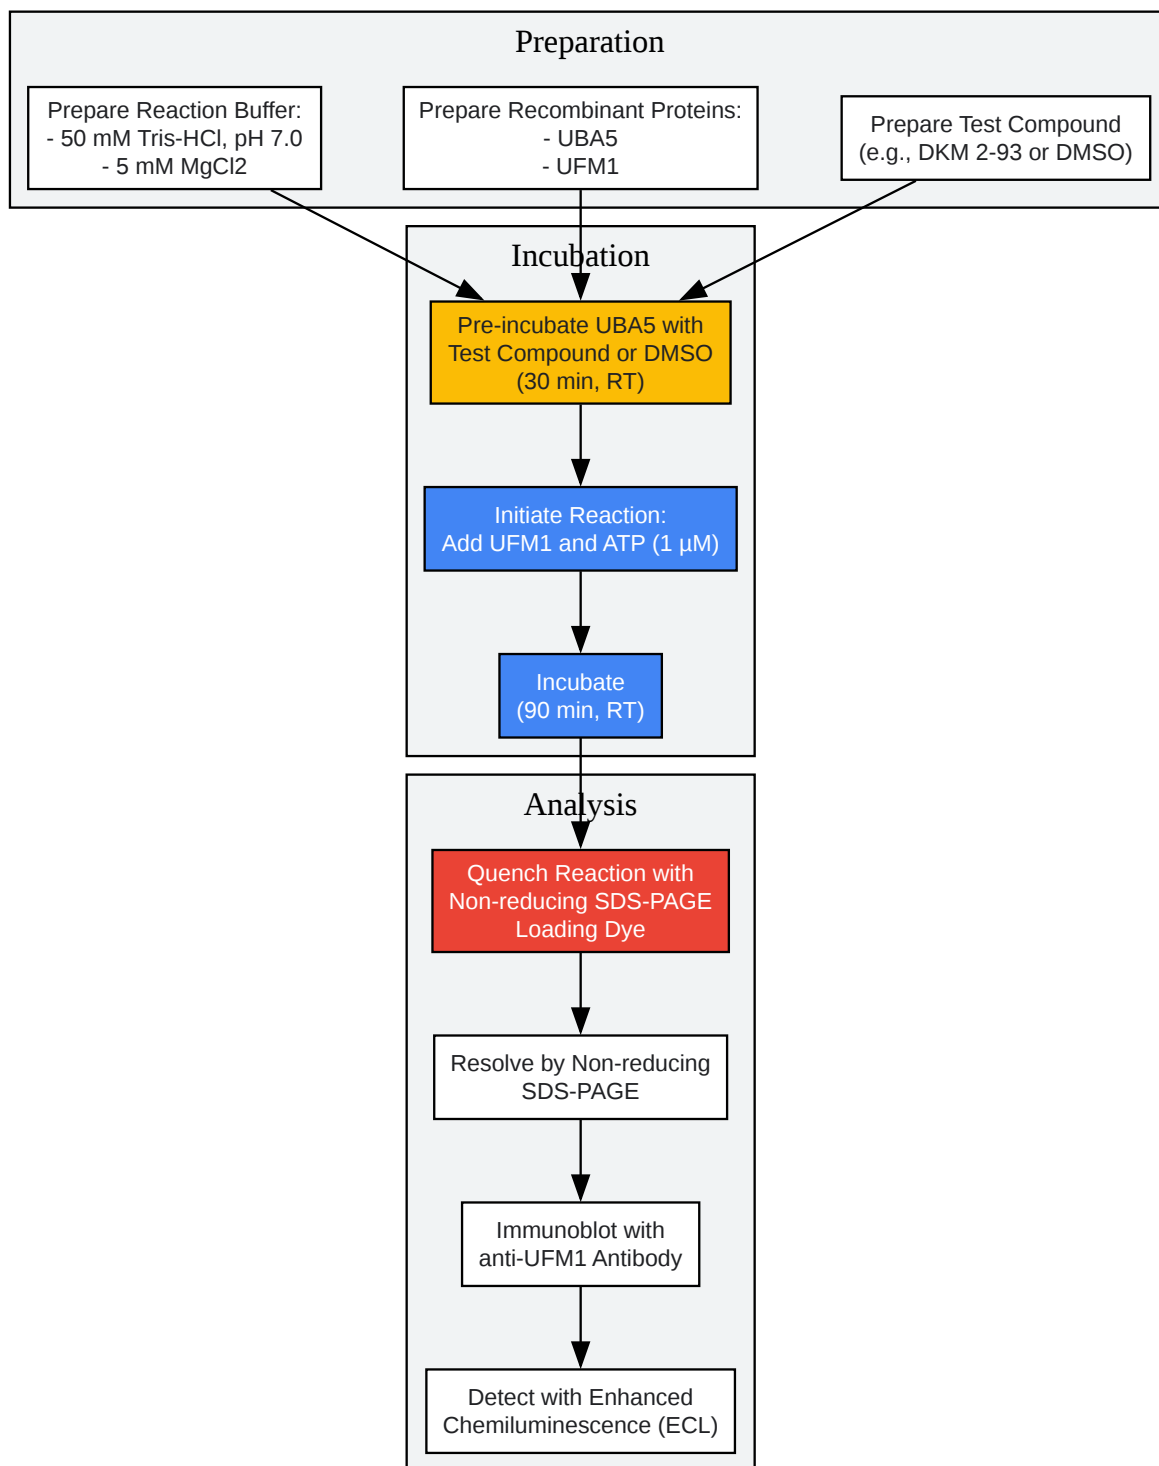 Preparation
Prepare Reaction Buffer:
- 50 mM Tris-HCl, pH 7.0
- 5 mM MgCl2
Prepare Recombinant Proteins:
- UBA5
- UFM1
Prepare Test Compound
(e.g., DKM 2-93 or DMSO)
Incubation
Pre-incubate UBA5 with
Test Compound or DMSO
(30 min, RT)
Initiate Reaction:
Add UFM1 and ATP (1 µM)
Incubate
(90 min, RT)
Analysis
Quench Reaction with
Non-reducing SDS-PAGE
Loading Dye
Resolve by Non-reducing
SDS-PAGE
Immunoblot with
anti-UFM1 Antibody
Detect with Enhanced
Chemiluminescence (ECL)